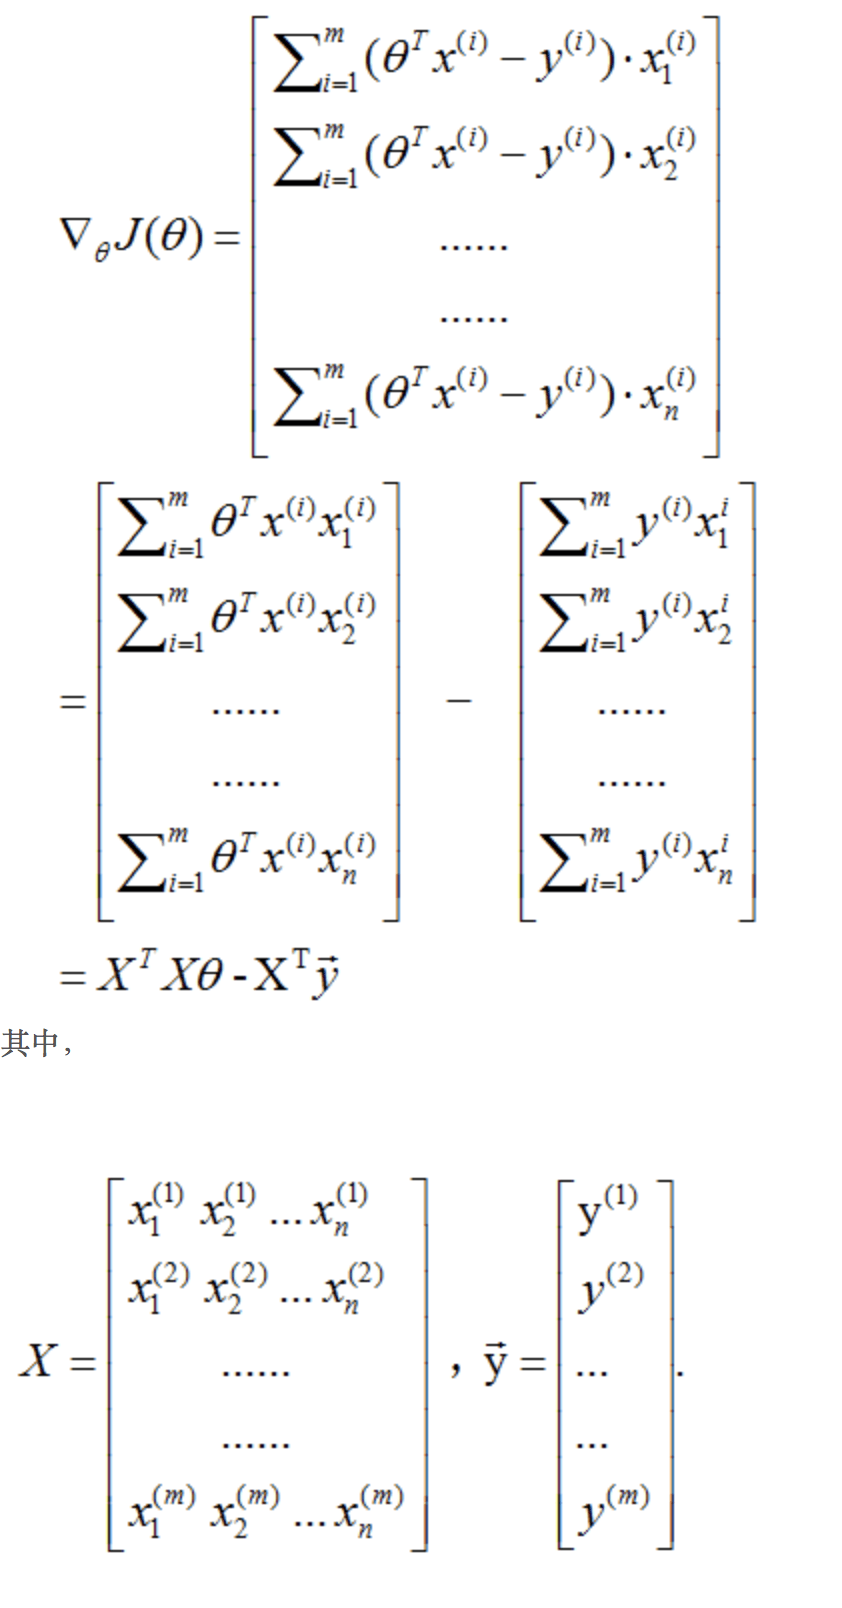 ∇_θ J(θ) = [ ∑_{i=1}^{m} (θ^T x^{(i)} − y^{(i)}) · x_1^{(i)}
∑_{i=1}^{m} (θ^T x^{(i)} − y^{(i)}) · x_2^{(i)}
......
......
∑_{i=1}^{m} (θ^T x^{(i)} − y^{(i)}) · x_n^{(i)} ]
= [ ∑_{i=1}^{m} θ^T x^{(i)} x_1^{(i)} ] − [ ∑_{i=1}^{m} y^{(i)} x_1^i
∑_{i=1}^{m} θ^T x^{(i)} x_2^{(i)} ∑_{i=1}^{m} y^{(i)} x_2^i
...... ......
...... ......
∑_{i=1}^{m} θ^T x^{(i)} x_n^{(i)} ∑_{i=1}^{m} y^{(i)} x_n^i ]
= X^T Xθ - X^T y⃗
其中，
X = [ x_1^{(1)} x_2^{(1)} ... x_n^{(1)} ] ， y⃗ = [ y^{(1)}
x_1^{(2)} x_2^{(2)} ... x_n^{(2)} y^{(2)}
...... ...
...... ...
x_1^{(m)} x_2^{(m)} ... x_n^{(m)} y^{(m)} ].